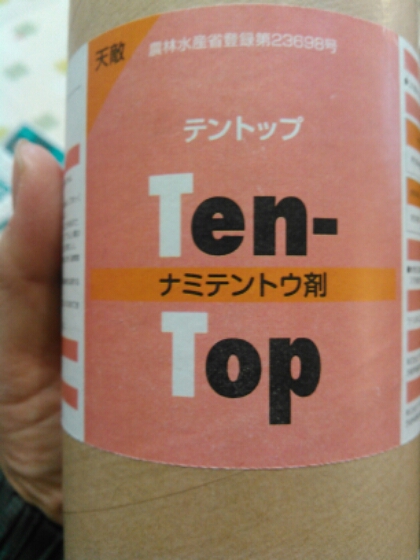 天敵
農林水産省登録第23698号
テントップ
Ten-
ナミテントウ剤
Top